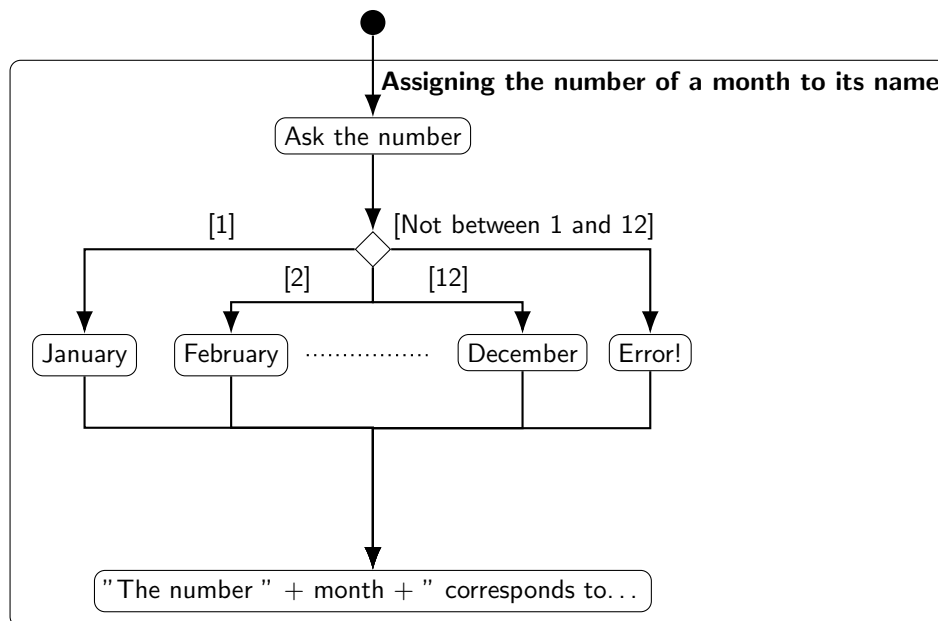 Assigning the number of a month to its name
Ask the number
[1]
[Not between 1 and 12]
[2]
[12]
January
February
December
Error!
”The number ” + month + ” corresponds to...